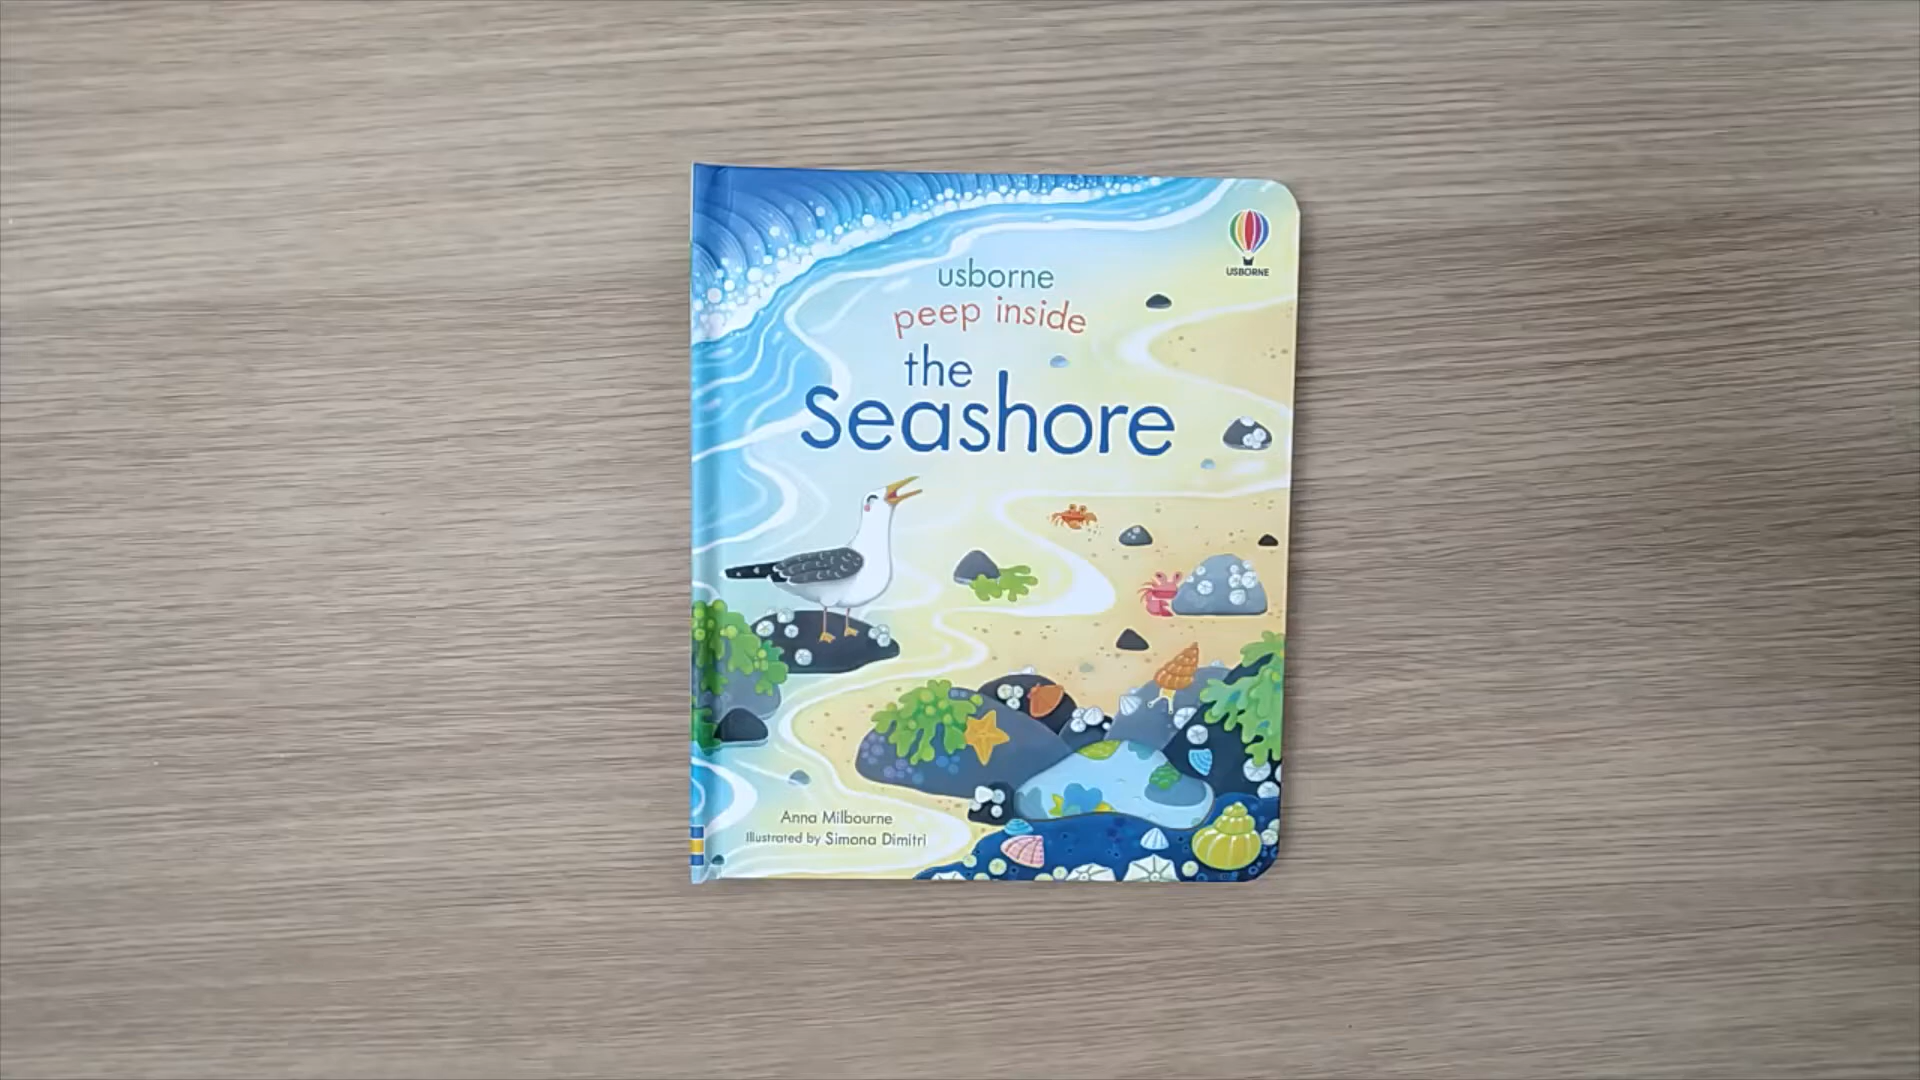 USBORNE
usborne
peep inside
the
Seashore
Anna Milbourne
Illustrated by Simona Dimitri